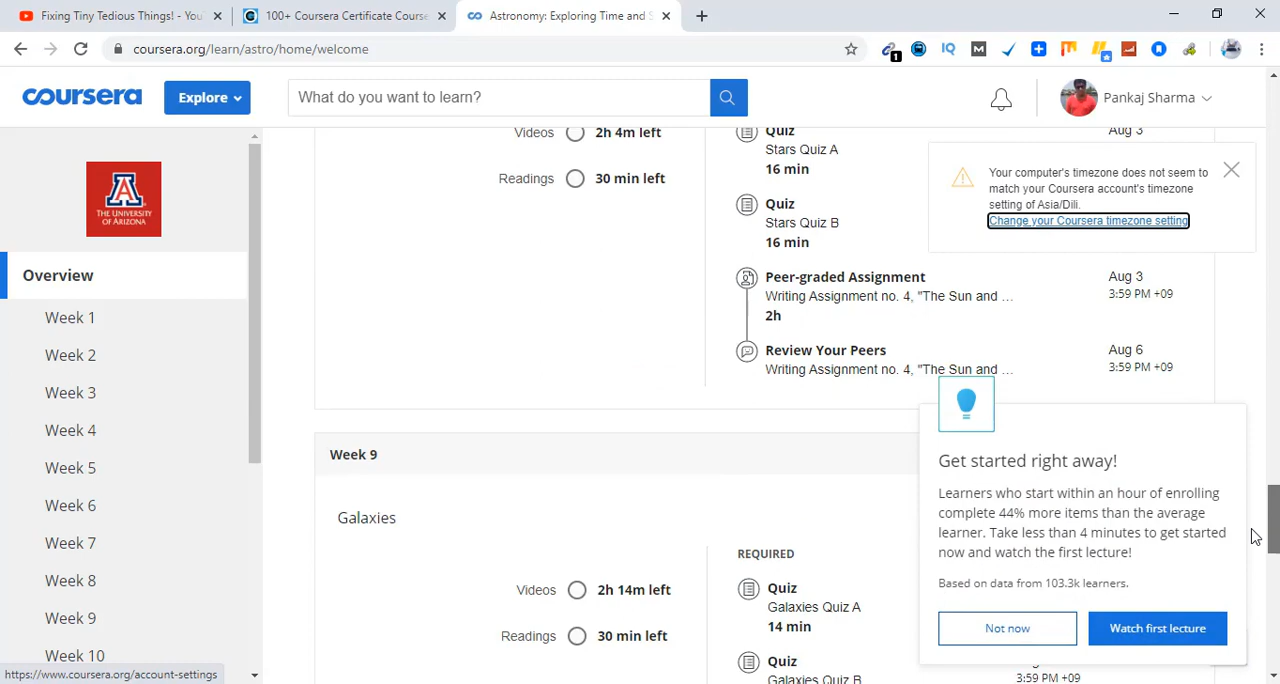 Fixing Tiny Tedious Things! - You
100+ Coursera Certificate Course
Astronomy: Exploring Time and S
coursera.org/learn/astro/home/welcome
1
coursera
Explore
What do you want to learn?
Pankaj Sharma
A
THE UNIVERSITY
OF ARIZONA
Overview
Week 1
Week 2
Week 3
Week 4
Week 5
Week 6
Week 7
Week 8
Week 9
Week 10
https://www.coursera.org/account-settings
Videos 2h 4m left
Readings 30 min left
Quiz Aug 3
Stars Quiz A
16 min
Quiz
Stars Quiz B
16 min
Peer-graded Assignment Aug 3
Writing Assignment no. 4, "The Sun and ... 3:59 PM +09
2h
Review Your Peers Aug 6
Writing Assignment no. 4, "The Sun and ... 3:59 PM +09
Your computer's timezone does not seem to
match your Coursera account's timezone
setting of Asia/Dili.
Change your Coursera timezone setting
Week 9
Galaxies
Videos 2h 14m left
Readings 30 min left
REQUIRED
Quiz
Galaxies Quiz A
14 min
Quiz
Galaxies Quiz B
3:59 PM +09
Get started right away!
Learners who start within an hour of enrolling
complete 44% more items than the average
learner. Take less than 4 minutes to get started
now and watch the first lecture!
Based on data from 103.3k learners.
Not now
Watch first lecture